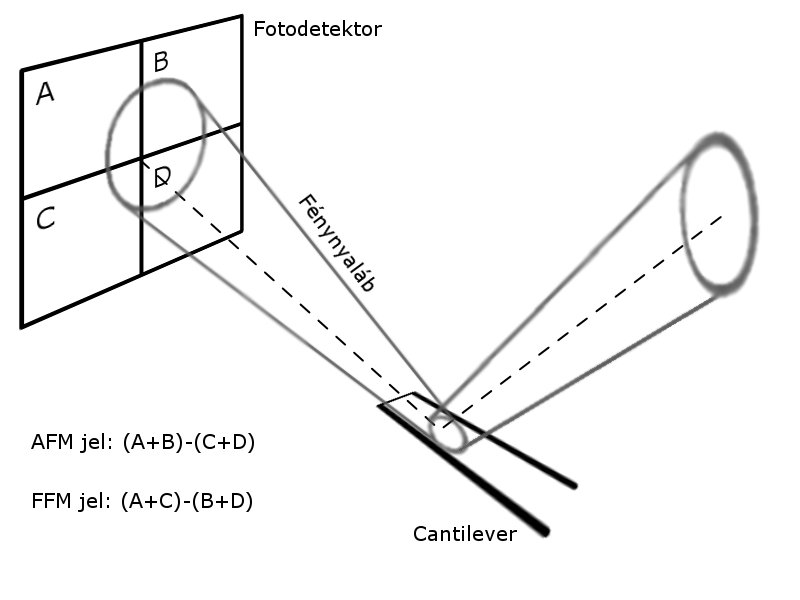 Fotodetektor
A
B
C
D
Fénynyaláb
AFM jel: (A+B)-(C+D)
FFM jel: (A+C)-(B+D)
Cantilever